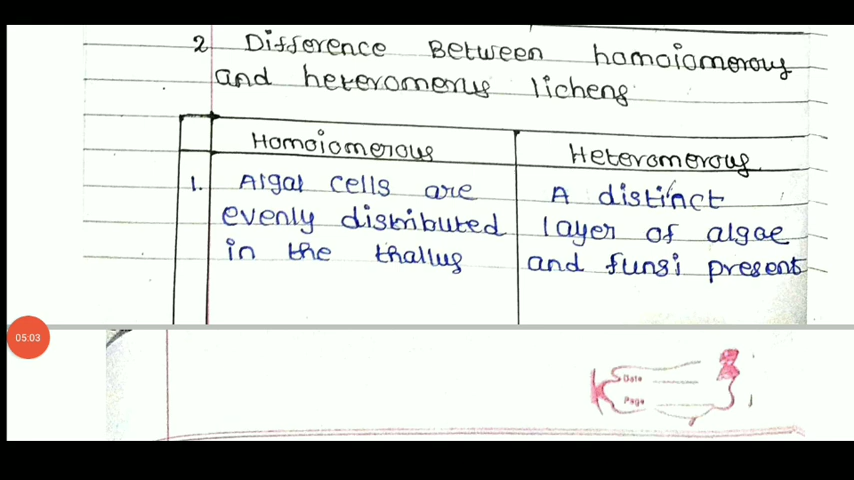 2 Difference Between homoiomerous
and heteromerus lichens
Homoiomerous Heteromerous
1. Algal cells are A distinct
evenly distributed layer of algae
in the thallus and fungi present
05:03
Date
Page